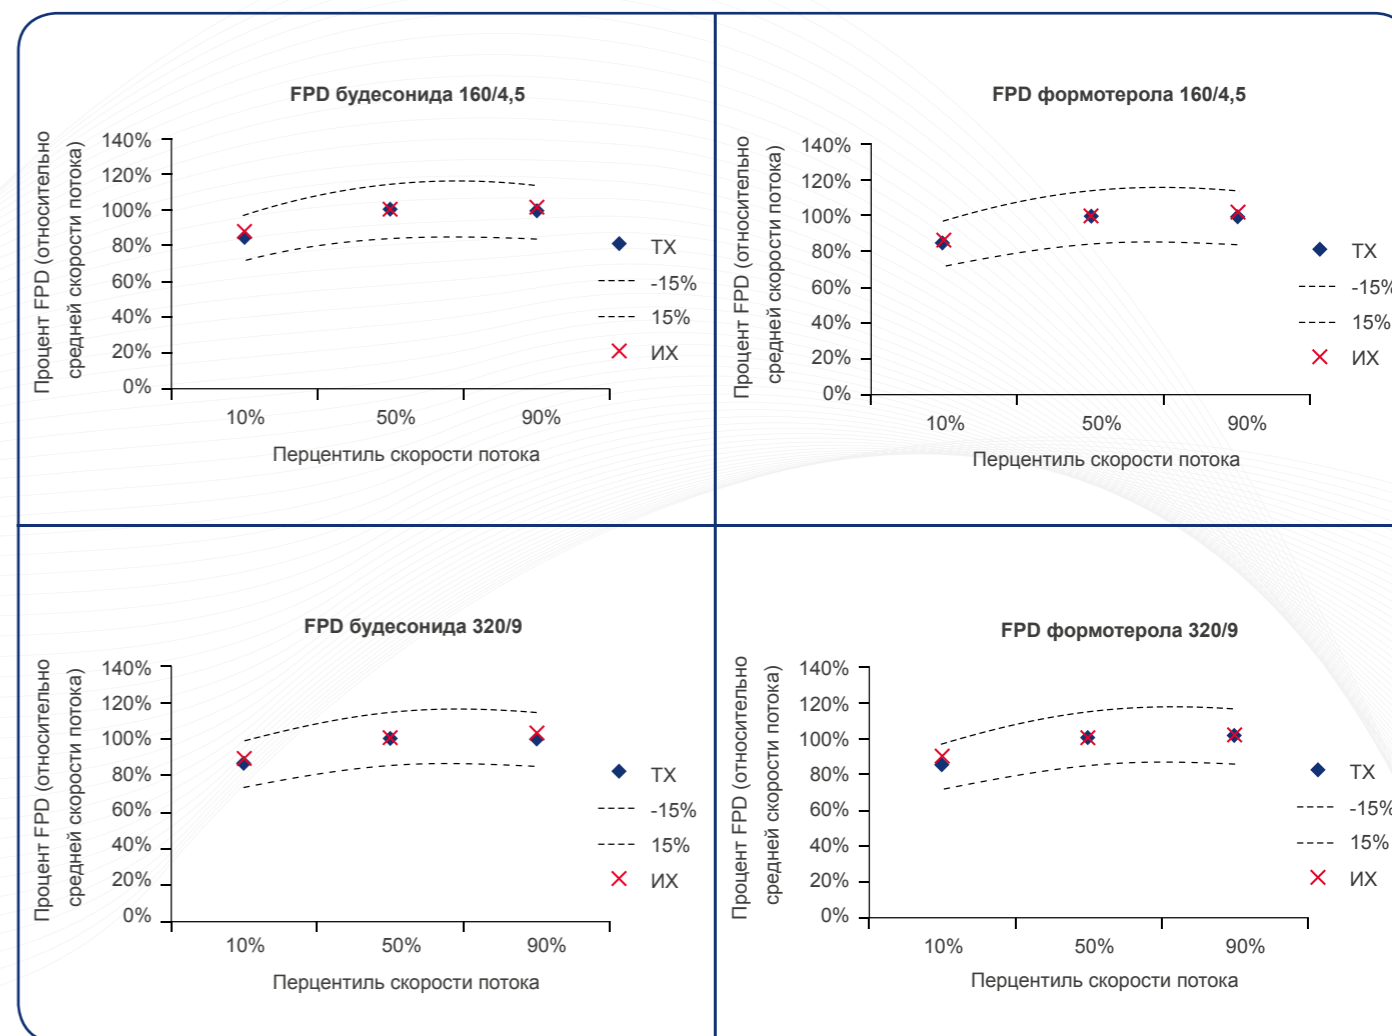 FPD будесонида 160/4,5
Процент FPD (относительно
средней скорости потока)
140%
120%
100%
80%
60%
40%
20%
0%
10% 50% 90%
Перцентиль скорости потока
ТХ
-15%
15%
ИХ
FPD формотерола 160/4,5
Процент FPD (относительно
средней скорости потока)
140%
120%
100%
80%
60%
40%
20%
0%
10% 50% 90%
Перцентиль скорости потока
ТХ
-15%
15%
ИХ
FPD будесонида 320/9
Процент FPD (относительно
средней скорости потока)
140%
120%
100%
80%
60%
40%
20%
0%
10% 50% 90%
Перцентиль скорости потока
ТХ
-15%
15%
ИХ
FPD формотерола 320/9
Процент FPD (относительно
средней скорости потока)
140%
120%
100%
80%
60%
40%
20%
0%
10% 50% 90%
Перцентиль скорости потока
ТХ
-15%
15%
ИХ